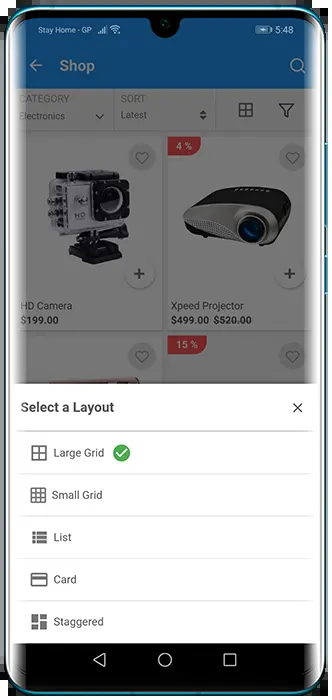 Stay Home - GP 5:48
Shop
CATEGORY SORT
Electronics Latest
4 %
HD
HD Camera Xpeed Projector
$199.00 $499.00 $520.00
15 %
Select a Layout
Large Grid
Small Grid
List
Card
Staggered